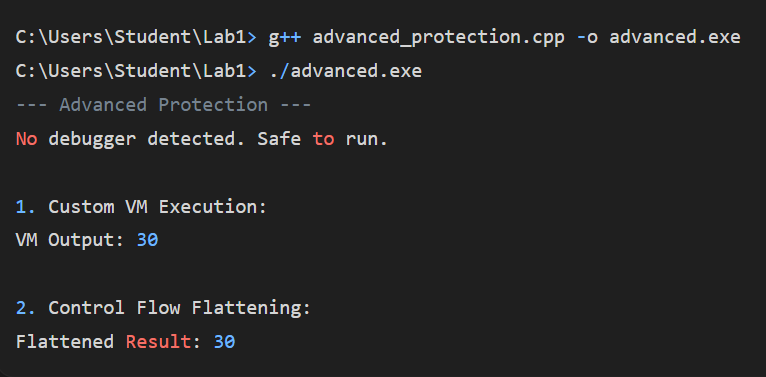 C:\Users\Student\Lab1> g++ advanced_protection.cpp -o advanced.exe
C:\Users\Student\Lab1> ./advanced.exe
--- Advanced Protection ---
No debugger detected. Safe to run.
1. Custom VM Execution:
VM Output: 30
2. Control Flow Flattening:
Flattened Result: 30